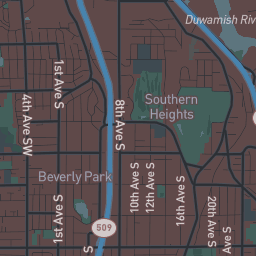 Duwamish Riv
1st Ave S
8th Ave S
Southern
Heights
4th Ave SW
Beverly Park
10th Ave S
12th Ave S
16th Ave S
1st Ave S
20th Ave S
509
S